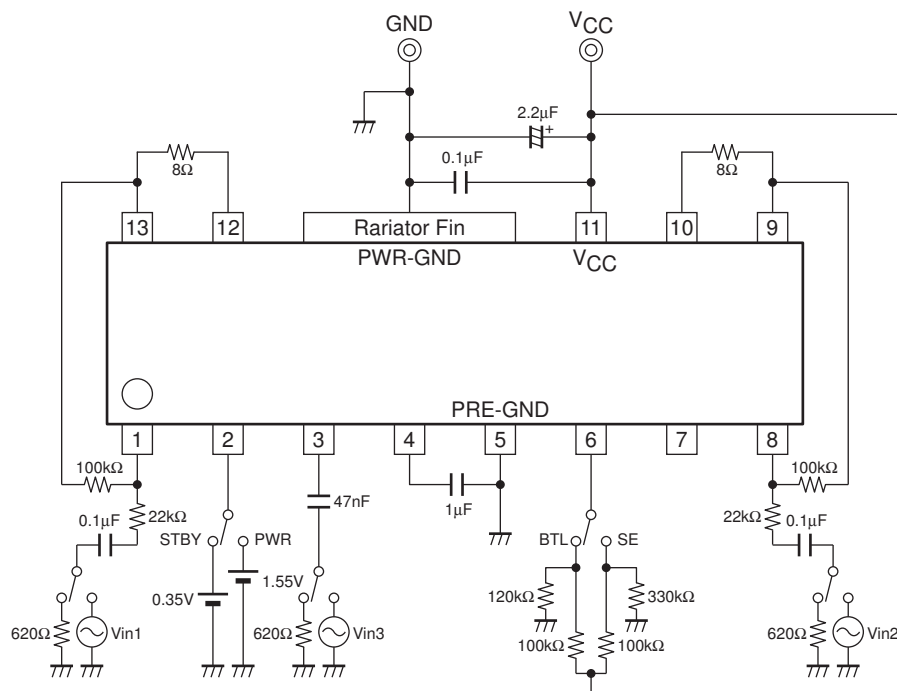 GND
VCC
2.2µF
+
0.1µF
8Ω
8Ω
13
12
Rariator Fin
11
10
9
PWR-GND
VCC
PRE-GND
1
2
3
4
5
6
7
8
100kΩ
47nF
1µF
100kΩ
22kΩ
0.1µF
STBY
PWR
BTL
SE
22kΩ
0.1µF
1.55V
0.35V
120kΩ
330kΩ
620Ω
Vin1
620Ω
Vin3
100kΩ
100kΩ
620Ω
Vin2